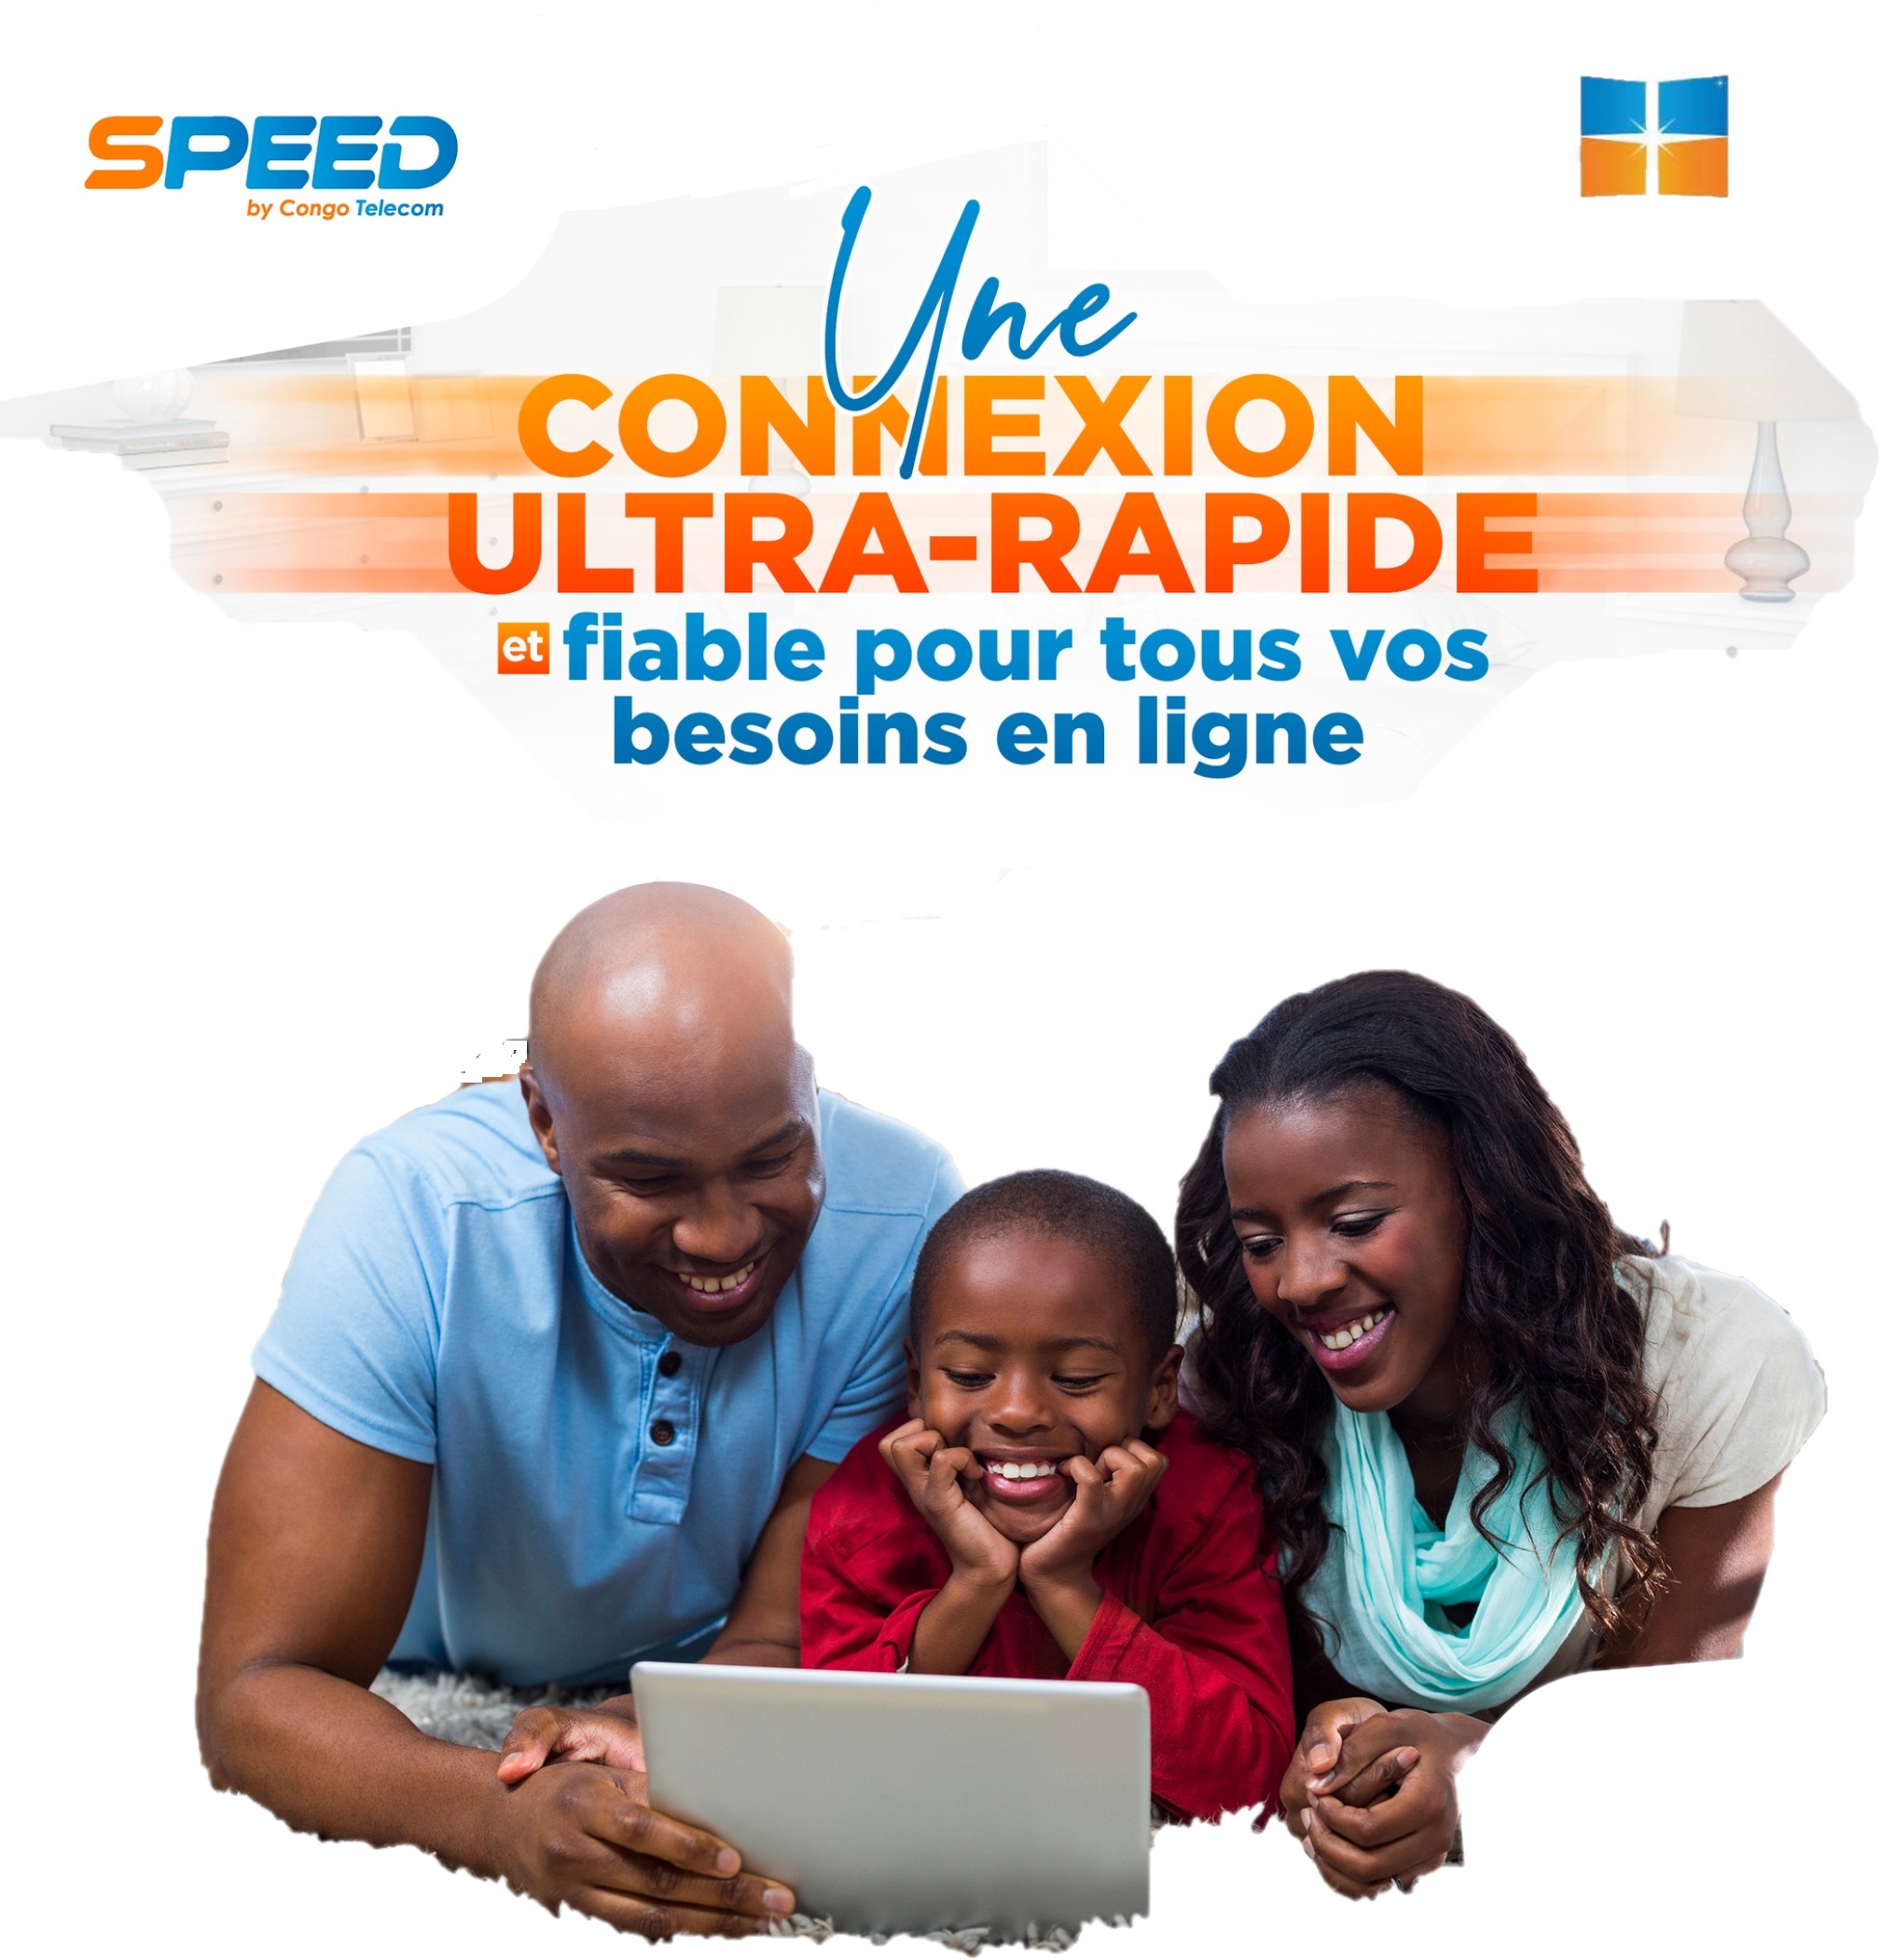 SPEED
by Congo Telecom
Une
CONNEXION
ULTRA-RAPIDE
et fiable pour tous vos
besoins en ligne